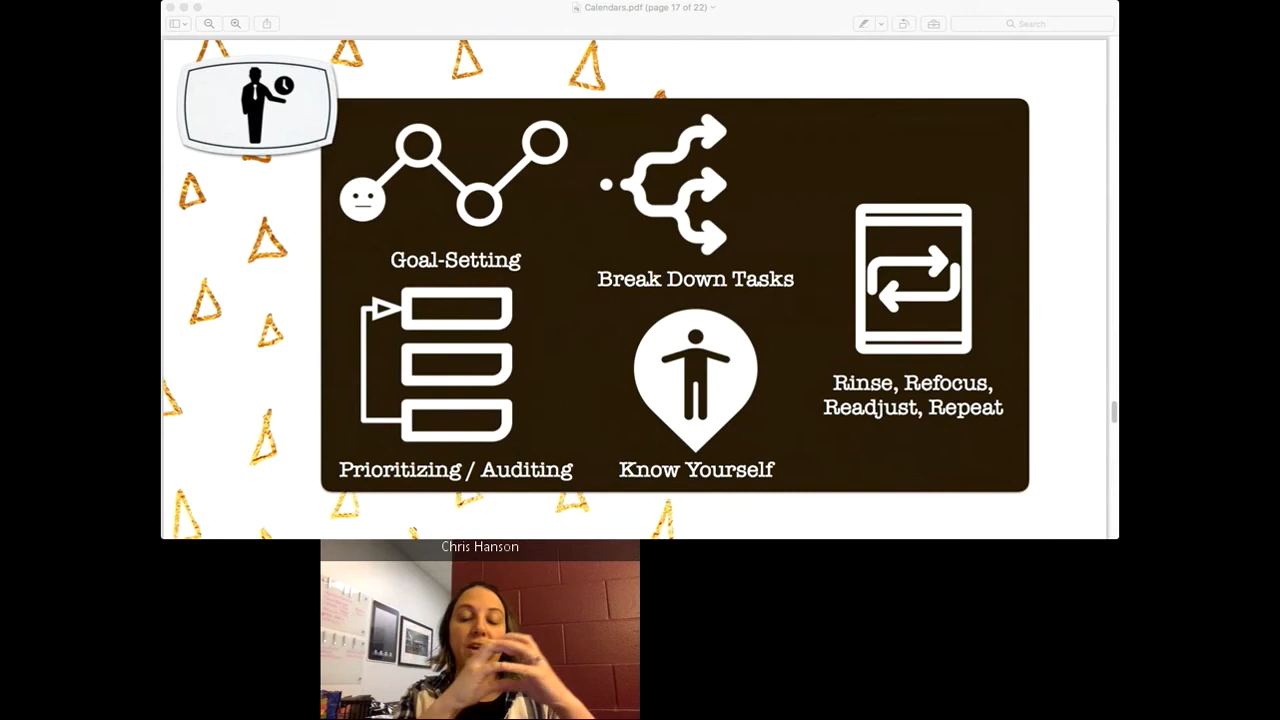 Calendars.pdf (page 17 of 22)
Search
Goal-Setting
Break Down Tasks
Rinse, Refocus,
Readjust, Repeat
Prioritizing / Auditing
Know Yourself
Chris Hanson